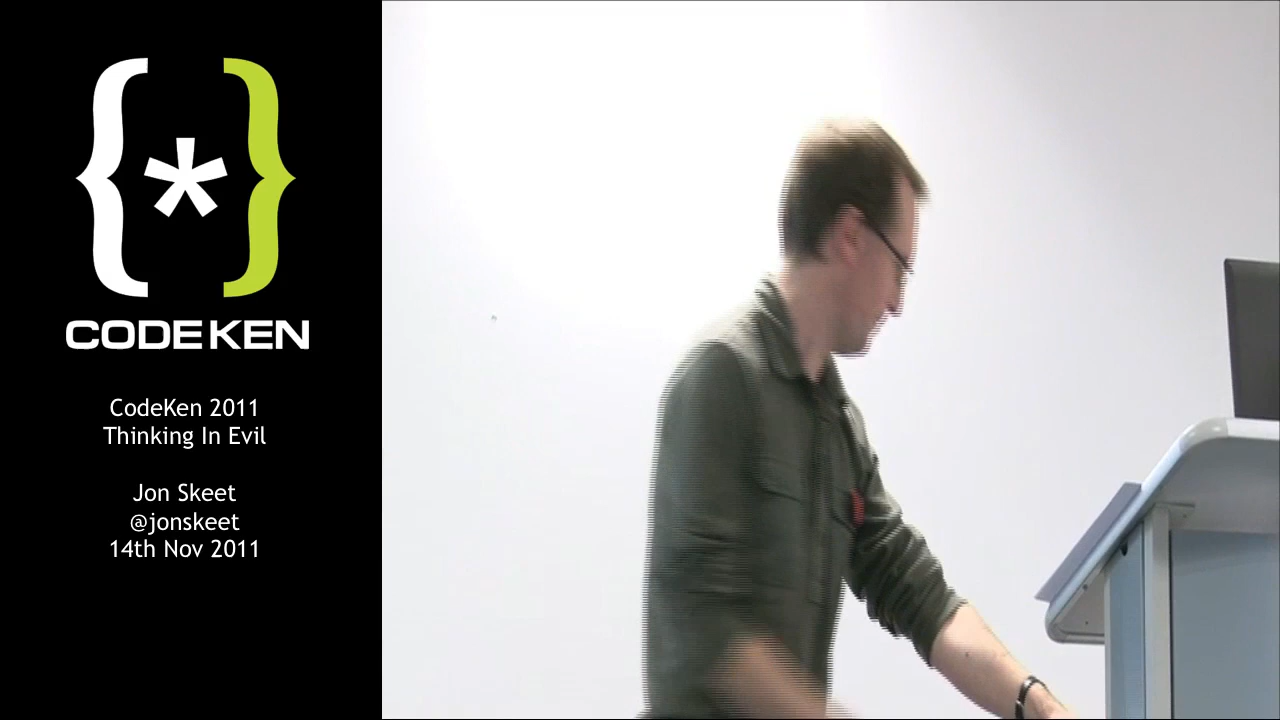 {*}
CODEKEN
CodeKen 2011
Thinking In Evil
Jon Skeet
@jonskeet
14th Nov 2011